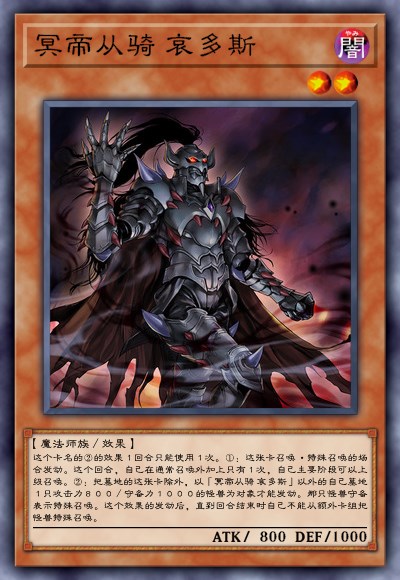 冥帝从骑 哀多斯
やみ
闇
【魔法师族／效果】
这个卡名的②的效果1回合只能使用1次。①：这张卡召唤·特殊召唤的场
合发动。这个回合，自己在通常召唤外加上只有1次，自己主要阶段可以上
级召唤。②：把墓地的这张卡除外，以「冥帝从骑 哀多斯」以外的自己墓地
1只攻击力800／守备力1000的怪兽为对象才能发动。那只怪兽守备
表示特殊召唤。这个效果的发动后，直到回合结束时自己不能从额外卡组把
怪兽特殊召唤。
ATK/ 800 DEF/1000